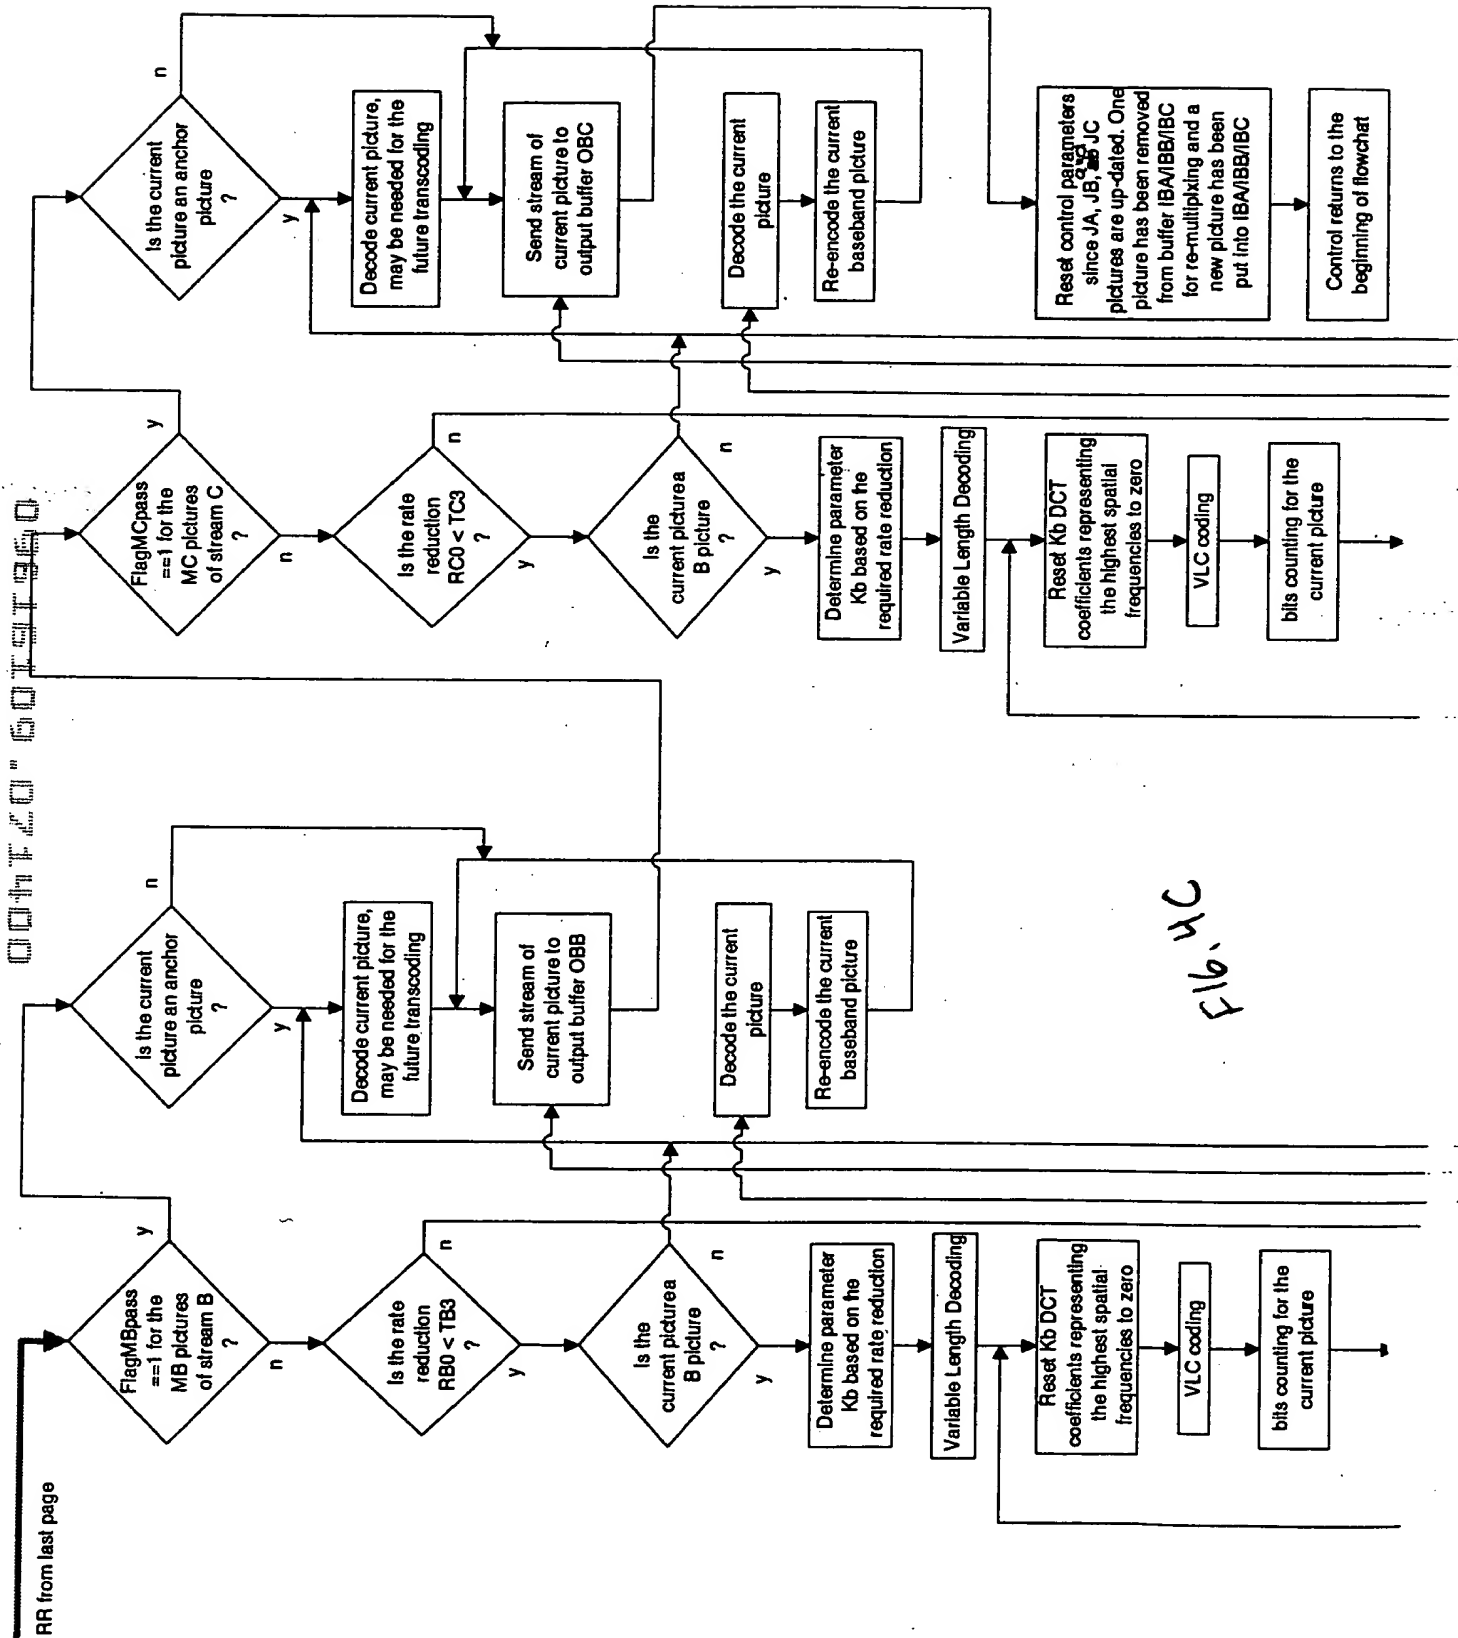 RR from last page
FlagMBpass
==1 for the
MB pictures
of stream B
?
y
n
Is the rate
reduction
RB0 < TB3
?
n
y
Is the
current picturea
B picture
?
n
y
Determine parameter
Kb based on the
required rate reduction
Variable Length Decoding
Reset Kb DCT
coefficients representing
the highest spatial
frequencies to zero
VLC coding
bits counting for the
current picture
Is the current
picture an anchor
picture
?
n
y
Decode current picture,
may be needed for the
future transcoding
Send stream of
current picture to
output buffer OBB
Decode the current
picture
Re-encode the current
baseband picture
FlagMCpass
==1 for the
MC pictures
of stream C
?
y
n
Is the rate
reduction
RC0 < TC3
?
n
y
Is the
current picturea
B picture
?
n
y
Determine parameter
Kb based on the
required rate reduction
Variable Length Decoding
Reset Kb DCT
coefficients representing
the highest spatial
frequencies to zero
VLC coding
bits counting for the
current picture
Is the current
picture an anchor
picture
?
n
y
Decode current picture,
may be needed for the
future transcoding
Send stream of
current picture to
output buffer OBC
Decode the current
picture
Re-encode the current
baseband picture
Reset control parameters
since JA, JB, and JC
pictures are up-dated. One
picture has been removed
from buffer IBA/IBB/IBC
for re-multiplxing and a
new picture has been
put into IBA/IBB/IBC
Control returns to the
beginning of flowchat
FIG. 4C